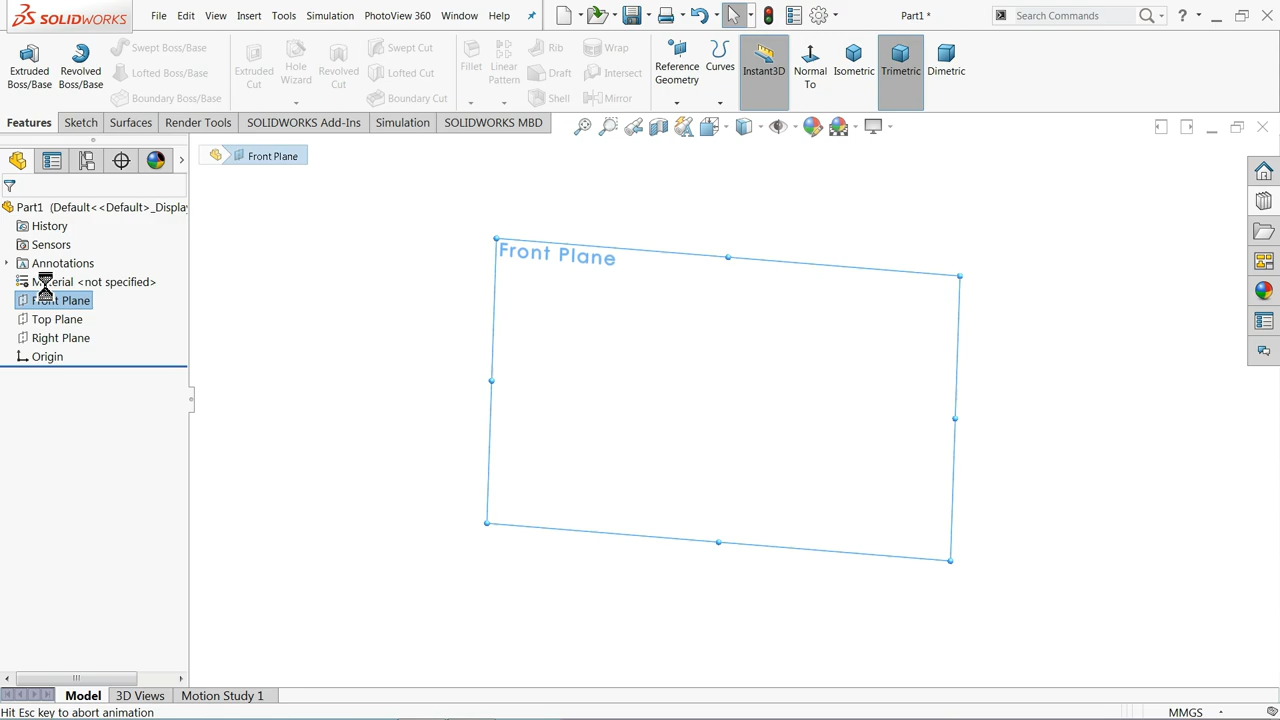 SOLIDWORKS File Edit View Insert Tools Simulation PhotoView 360 Window Help Part1 * Search Commands ?
Extruded Boss/Base
Revolved Boss/Base
Swept Boss/Base
Lofted Boss/Base
Boundary Boss/Base
Extruded Cut
Hole Wizard
Revolved Cut
Swept Cut
Lofted Cut
Boundary Cut
Fillet
Linear Pattern
Rib
Draft
Shell
Wrap
Intersect
Mirror
Reference Geometry
Curves
Instant3D
Normal To
Isometric
Trimetric
Dimetric
Features Sketch Surfaces Render Tools SOLIDWORKS Add-Ins Simulation SOLIDWORKS MBD
Front Plane
Part1 (Default<<Default>_Displa
History
Sensors
Annotations
Material <not specified>
Front Plane
Top Plane
Right Plane
Origin
Front Plane
Model 3D Views Motion Study 1
Hit Esc key to abort animation MMGS